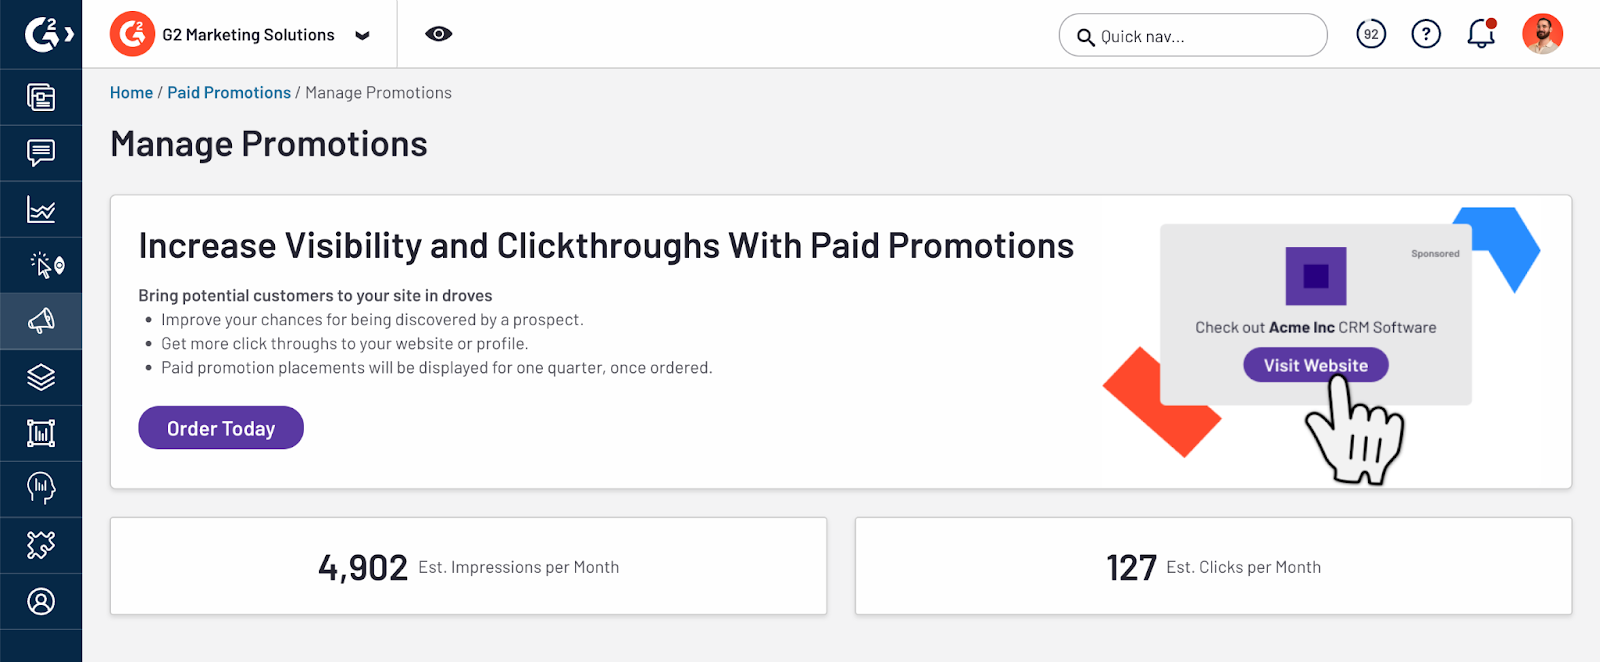 G2
G2 G2 Marketing Solutions
Quick nav...
92
?
Home / Paid Promotions / Manage Promotions
Manage Promotions
Increase Visibility and Clickthroughs With Paid Promotions
Bring potential customers to your site in droves
• Improve your chances for being discovered by a prospect.
• Get more click throughs to your website or profile.
• Paid promotion placements will be displayed for one quarter, once ordered.
Order Today
Sponsored
Check out Acme Inc CRM Software
Visit Website
4,902 Est. Impressions per Month
127 Est. Clicks per Month